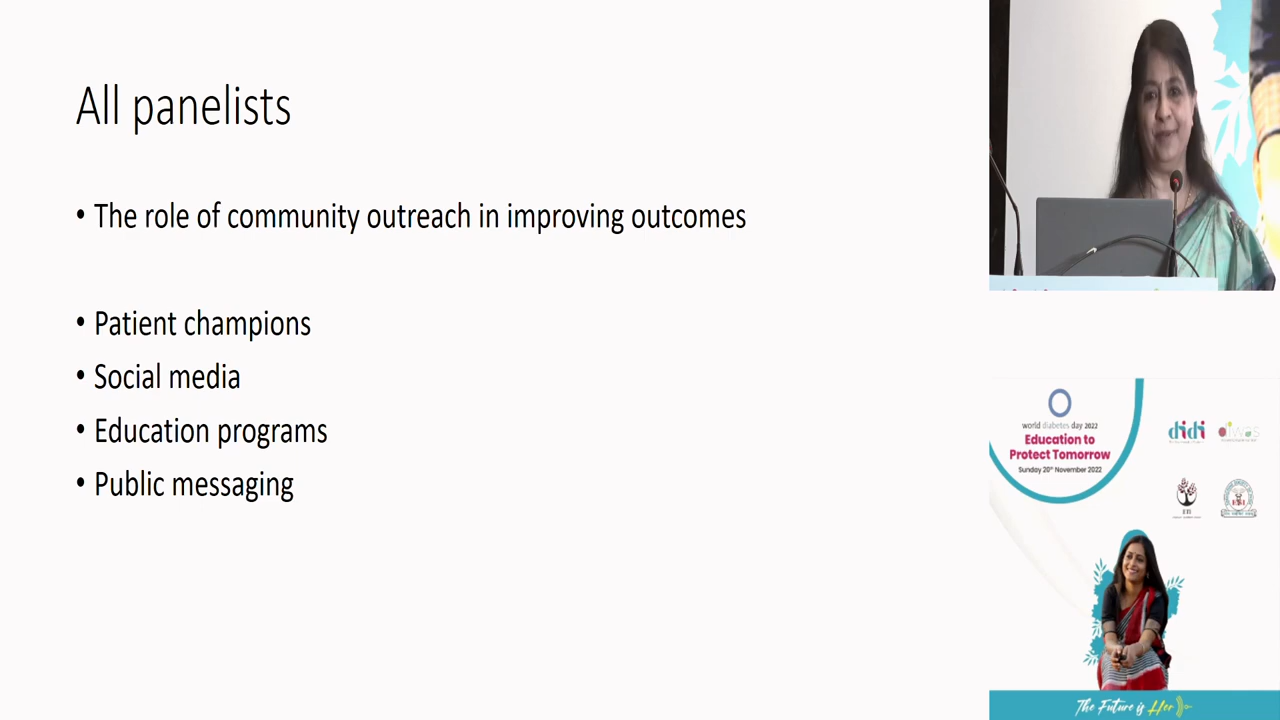 All panelists
• The role of community outreach in improving outcomes
• Patient champions
• Social media
• Education programs
• Public messaging
world diabetes day 2022
Education to
Protect Tomorrow
Sunday 20th November 2022
didi
The Future is Her